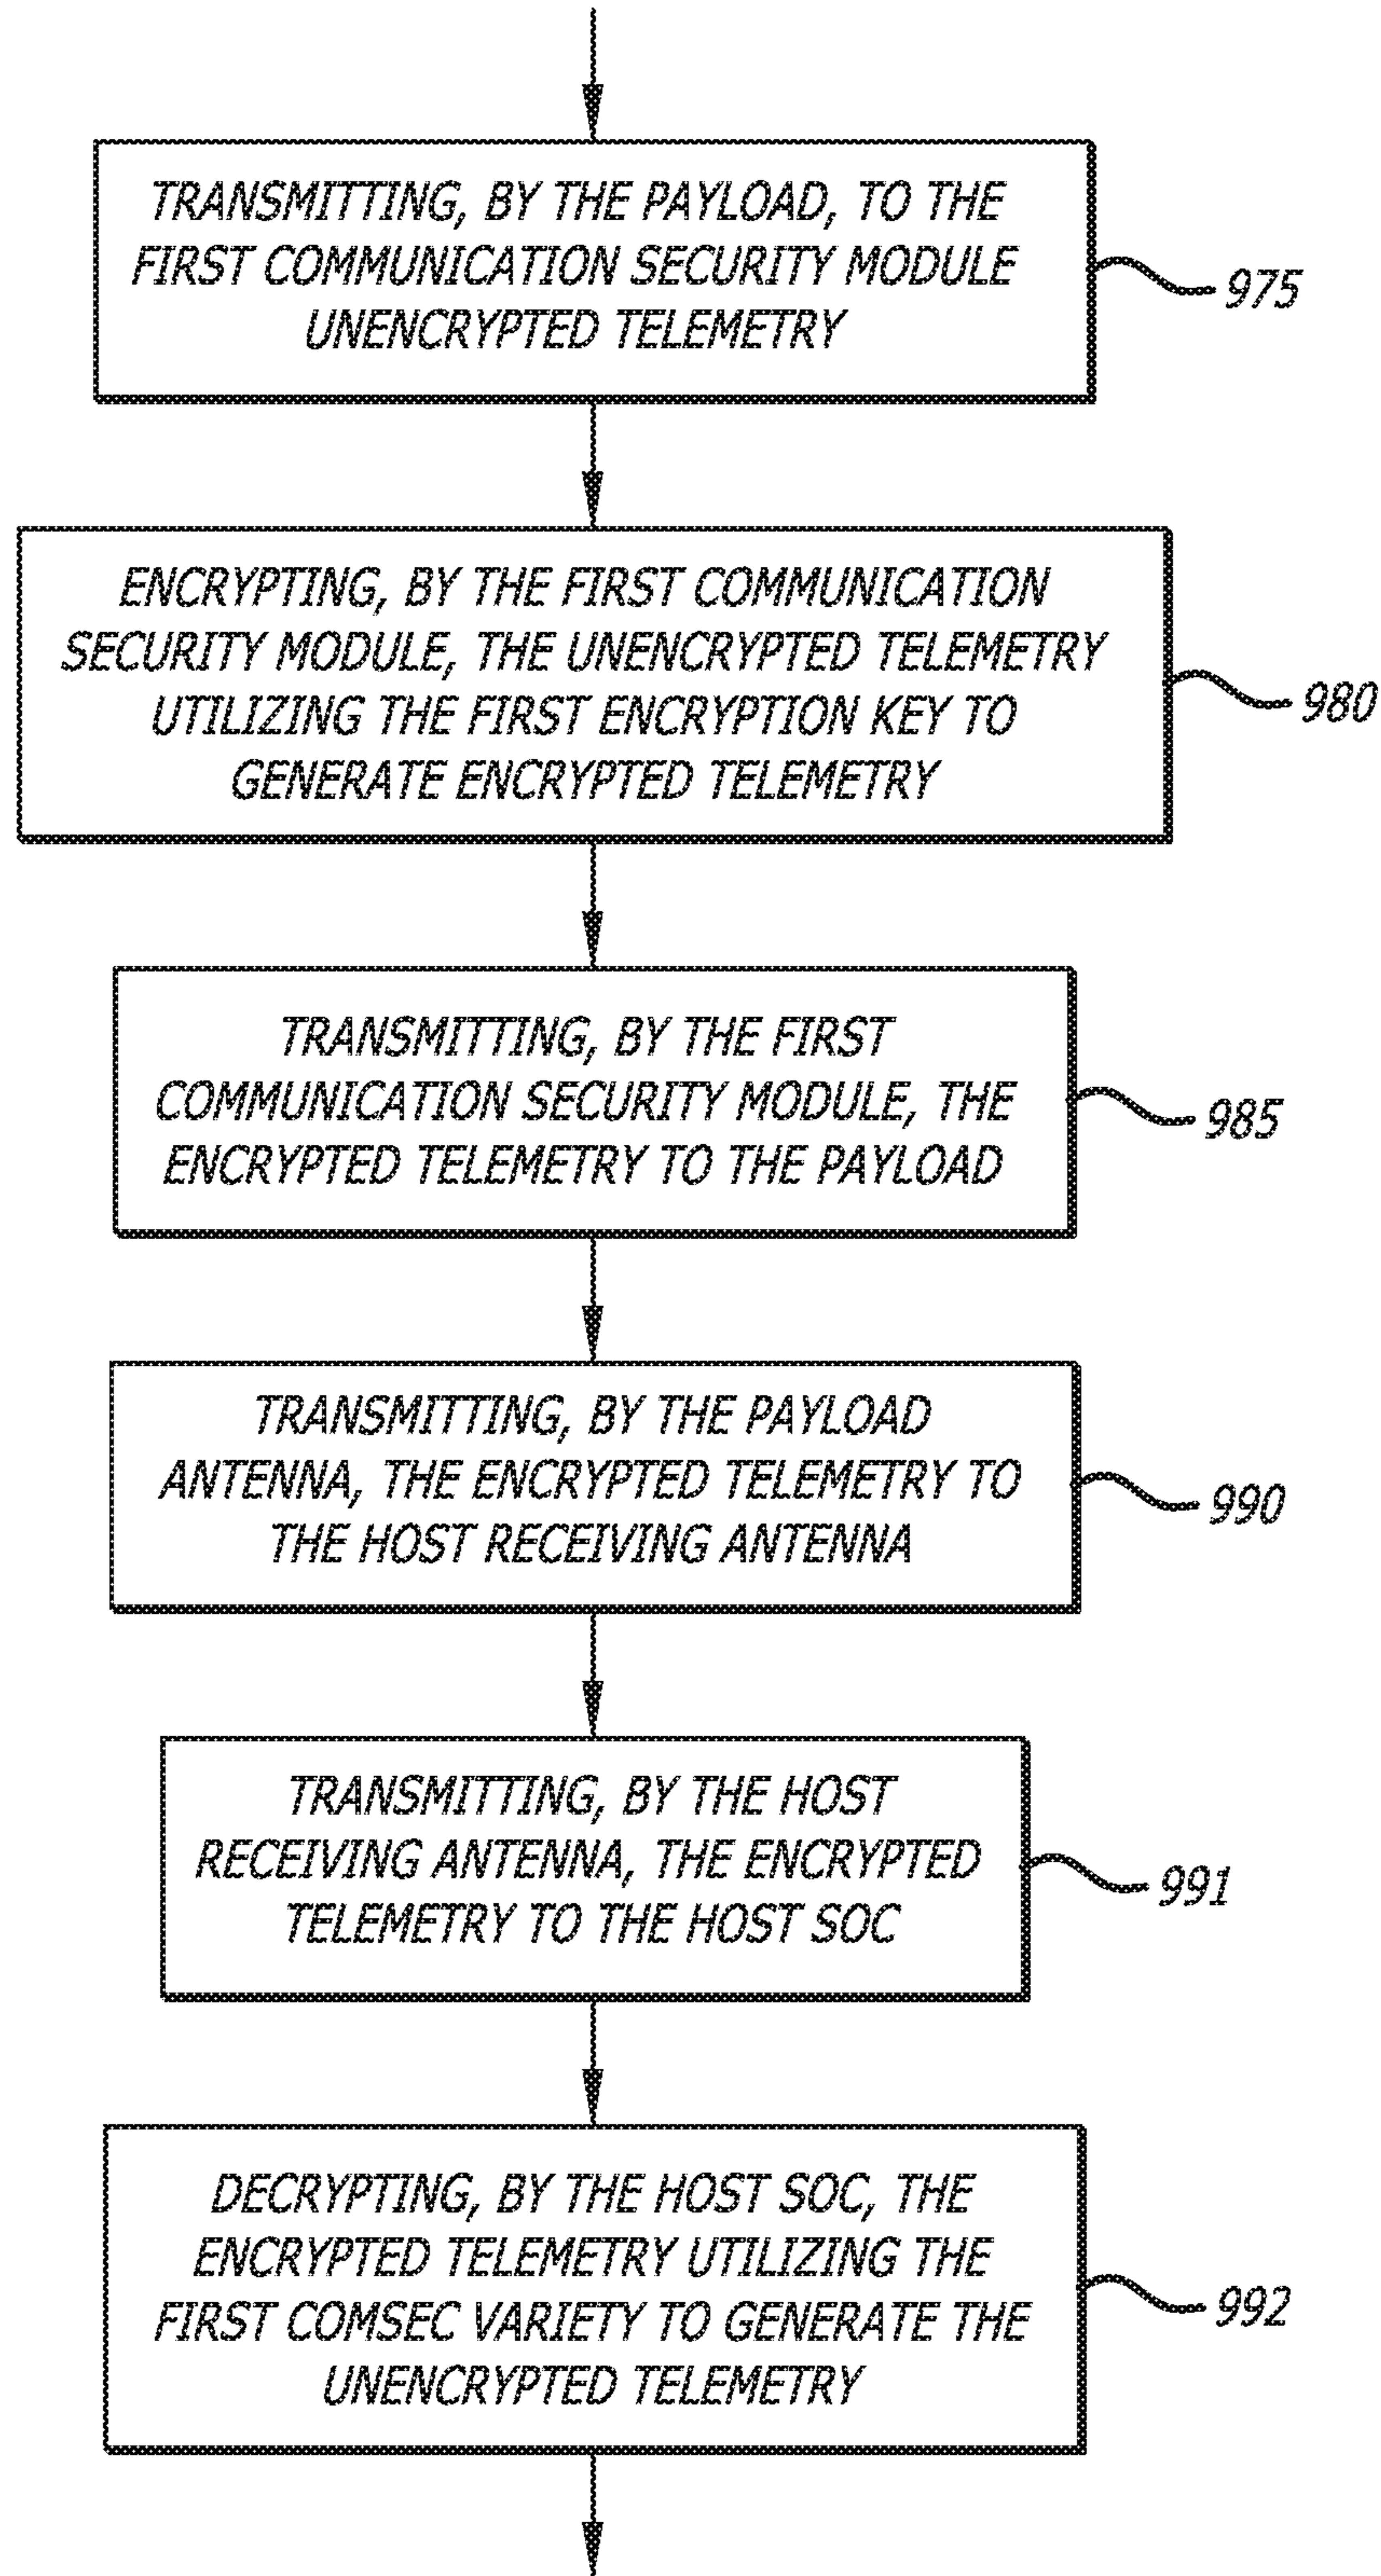 TRANSMITTING, BY THE PAYLOAD, TO THE
FIRST COMMUNICATION SECURITY MODULE
UNENCRYPTED TELEMETRY
975
ENCRYPTING, BY THE FIRST COMMUNICATION
SECURITY MODULE, THE UNENCRYPTED TELEMETRY
UTILIZING THE FIRST ENCRYPTION KEY TO
GENERATE ENCRYPTED TELEMETRY
980
TRANSMITTING, BY THE FIRST
COMMUNICATION SECURITY MODULE, THE
ENCRYPTED TELEMETRY TO THE PAYLOAD
985
TRANSMITTING, BY THE PAYLOAD
ANTENNA, THE ENCRYPTED TELEMETRY TO
THE HOST RECEIVING ANTENNA
990
TRANSMITTING, BY THE HOST
RECEIVING ANTENNA, THE ENCRYPTED
TELEMETRY TO THE HOST SOC
991
DECRYPTING, BY THE HOST SOC, THE
ENCRYPTED TELEMETRY UTILIZING THE
FIRST COMSEC VARIETY TO GENERATE THE
UNENCRYPTED TELEMETRY
992